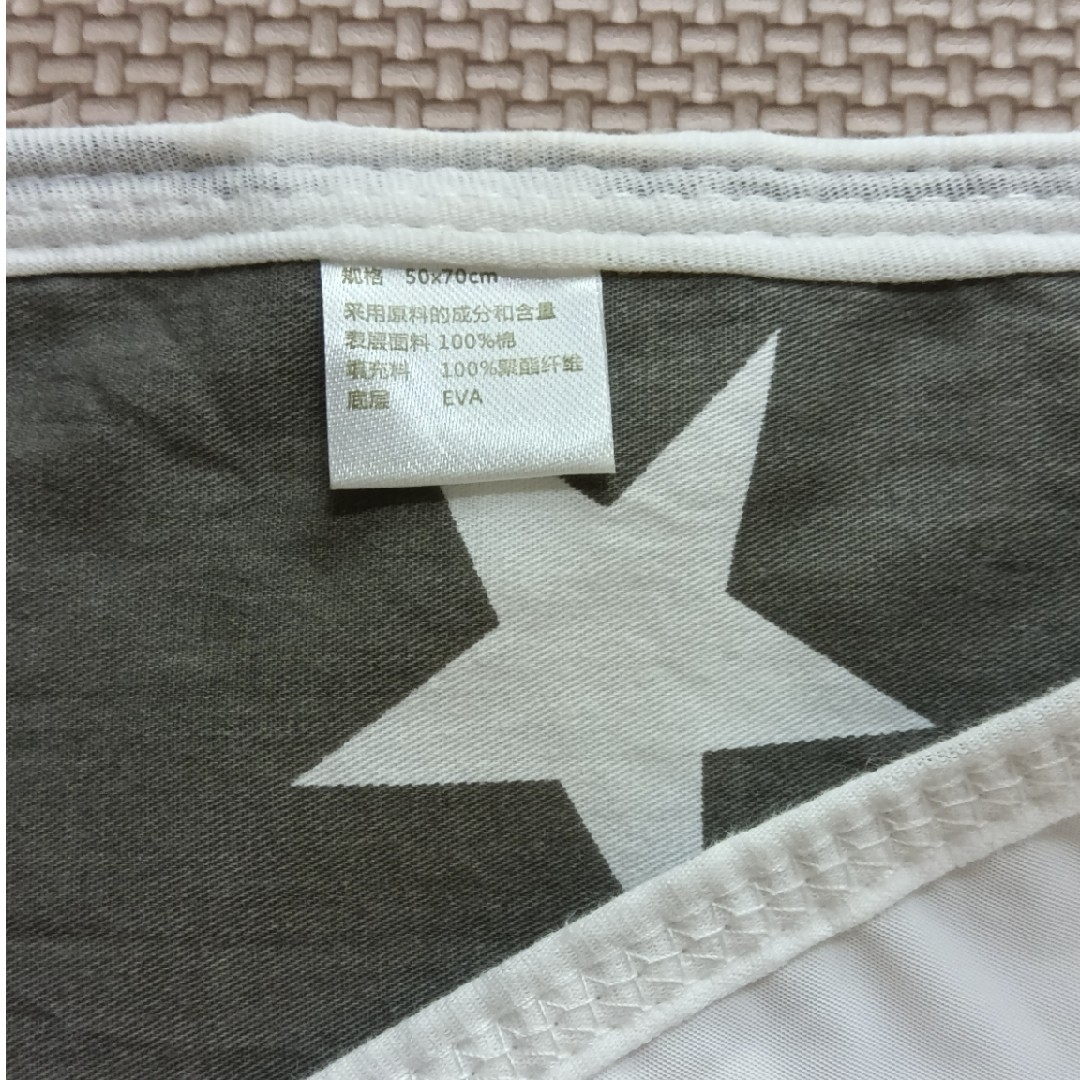 规格 50x70cm
采用原料的成分和含量
表层面料 100%棉
填充料 100%聚酯纤维
底层 EVA